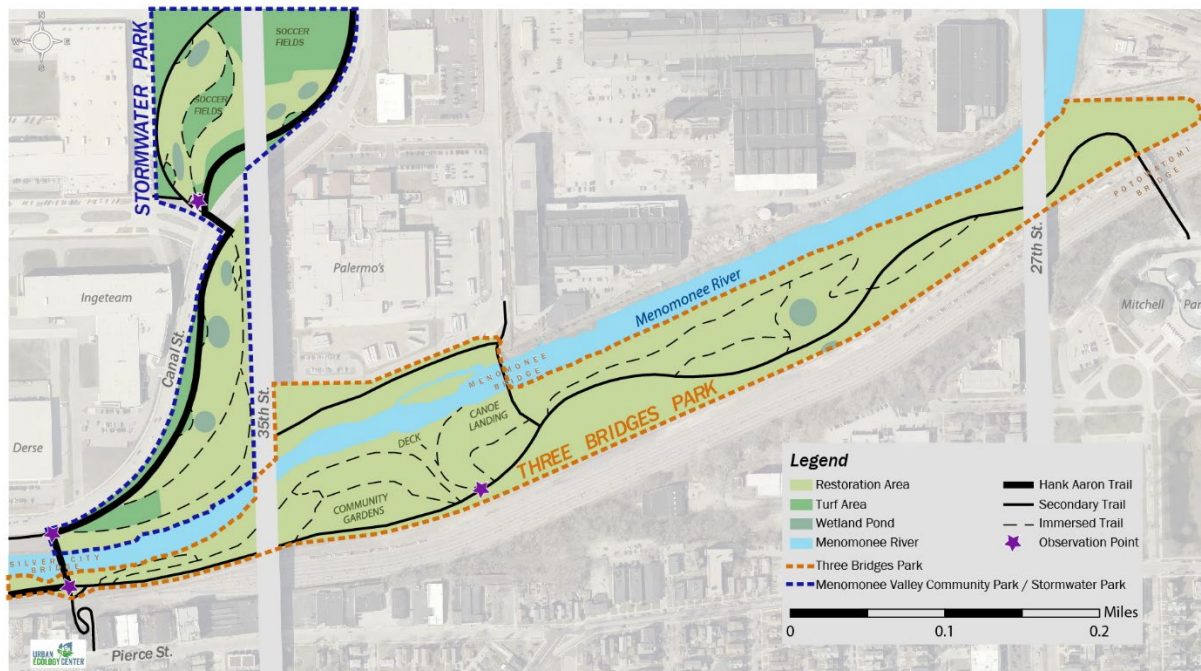 N
W
E
S
STORMWATER PARK
SOCCER
FIELDS
SOCCER
FIELDS
Ingeteam
Canal St.
Palermo's
Derse
35th St.
Menomonee River
27th St.
POTAWATOMI
BRIDGE
Mitchell
Par
MENOMONEE
BRIDGE
CANOE
LANDING
DECK
COMMUNITY
GARDENS
THREE BRIDGES PARK
SILVER CITY
BRIDGE
Pierce St.
URBAN
ECOLOGY CENTER
Legend
Restoration Area
Turf Area
Wetland Pond
Menomonee River
Hank Aaron Trail
Secondary Trail
Immersed Trail
Observation Point
Three Bridges Park
Menomonee Valley Community Park / Stormwater Park
Miles
0
0.1
0.2